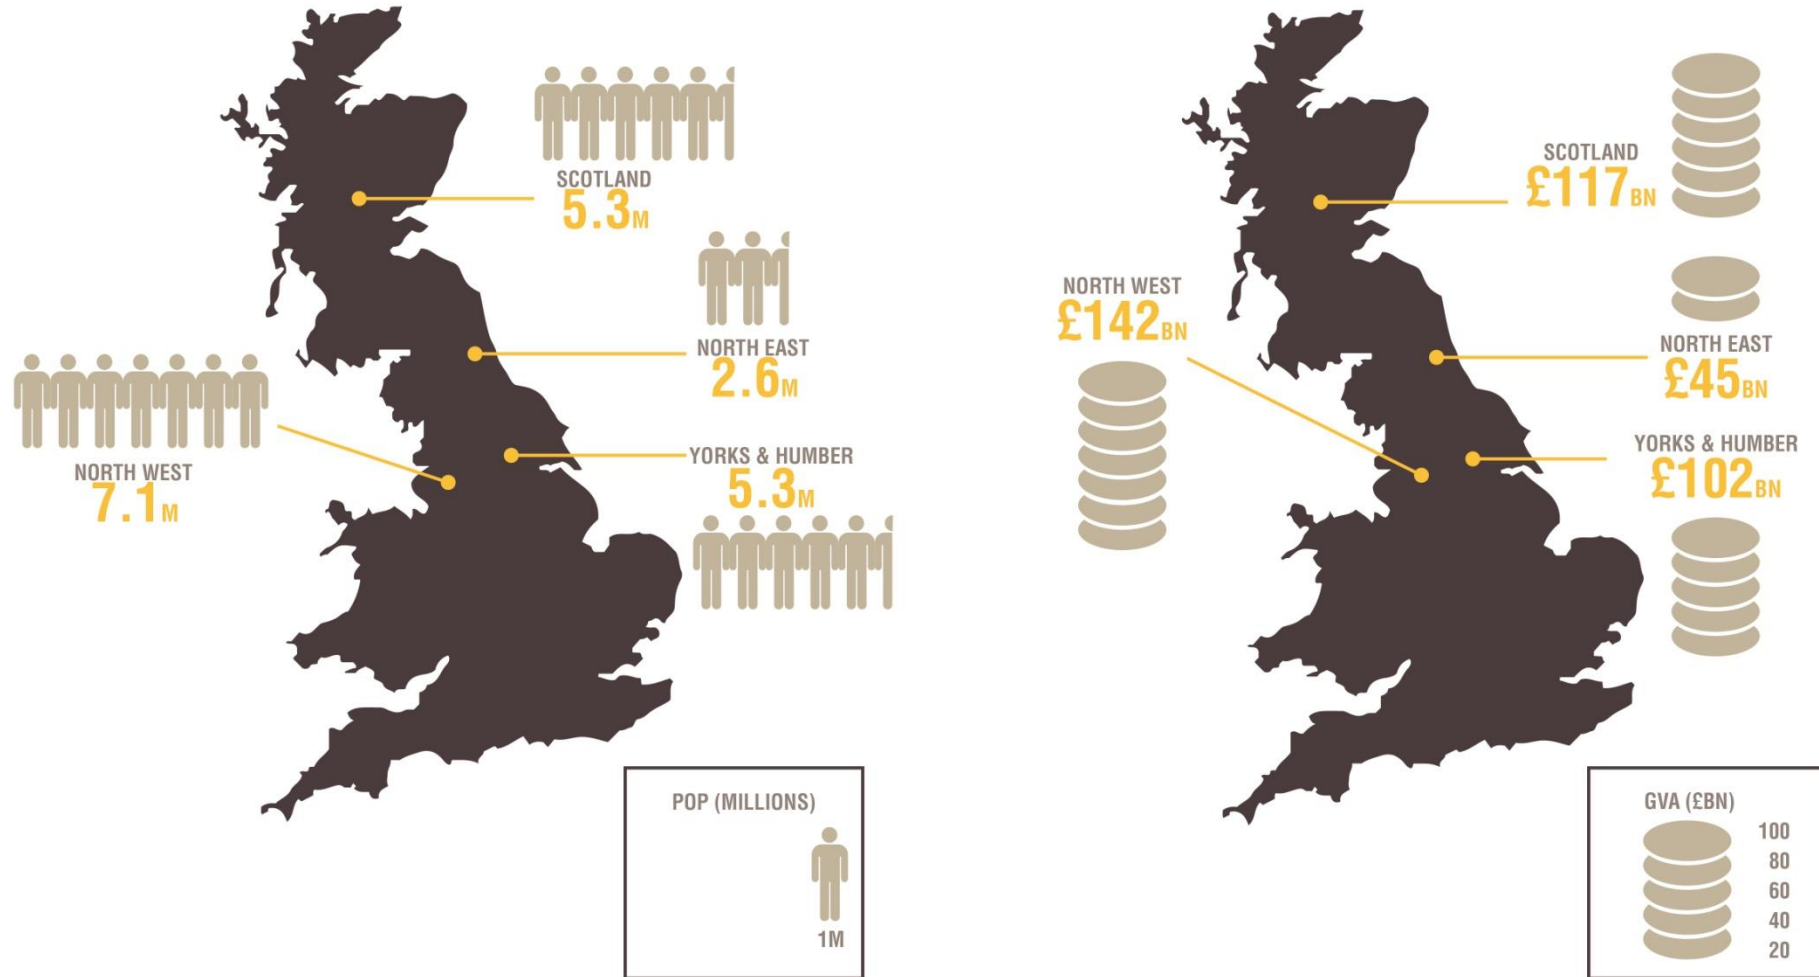 SCOTLAND
5.3M
NORTH EAST
2.6M
NORTH WEST
7.1M
YORKS & HUMBER
5.3M
POP (MILLIONS)
1M
SCOTLAND
£117BN
NORTH WEST
£142BN
NORTH EAST
£45BN
YORKS & HUMBER
£102BN
GVA (£BN)
100
80
60
40
20